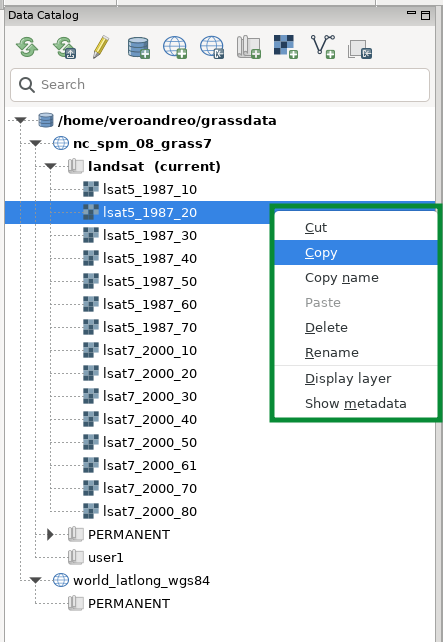 Data Catalog
Search
/home/veroandreo/grassdata
nc_spm_08_grass7
landsat (current)
lsat5_1987_10
lsat5_1987_20
lsat5_1987_30
lsat5_1987_40
lsat5_1987_50
lsat5_1987_60
lsat5_1987_70
lsat7_2000_10
lsat7_2000_20
lsat7_2000_30
lsat7_2000_40
lsat7_2000_50
lsat7_2000_61
lsat7_2000_70
lsat7_2000_80
PERMANENT
user1
world_latlong_wgs84
PERMANENT
Cut
Copy
Copy name
Paste
Delete
Rename
Display layer
Show metadata